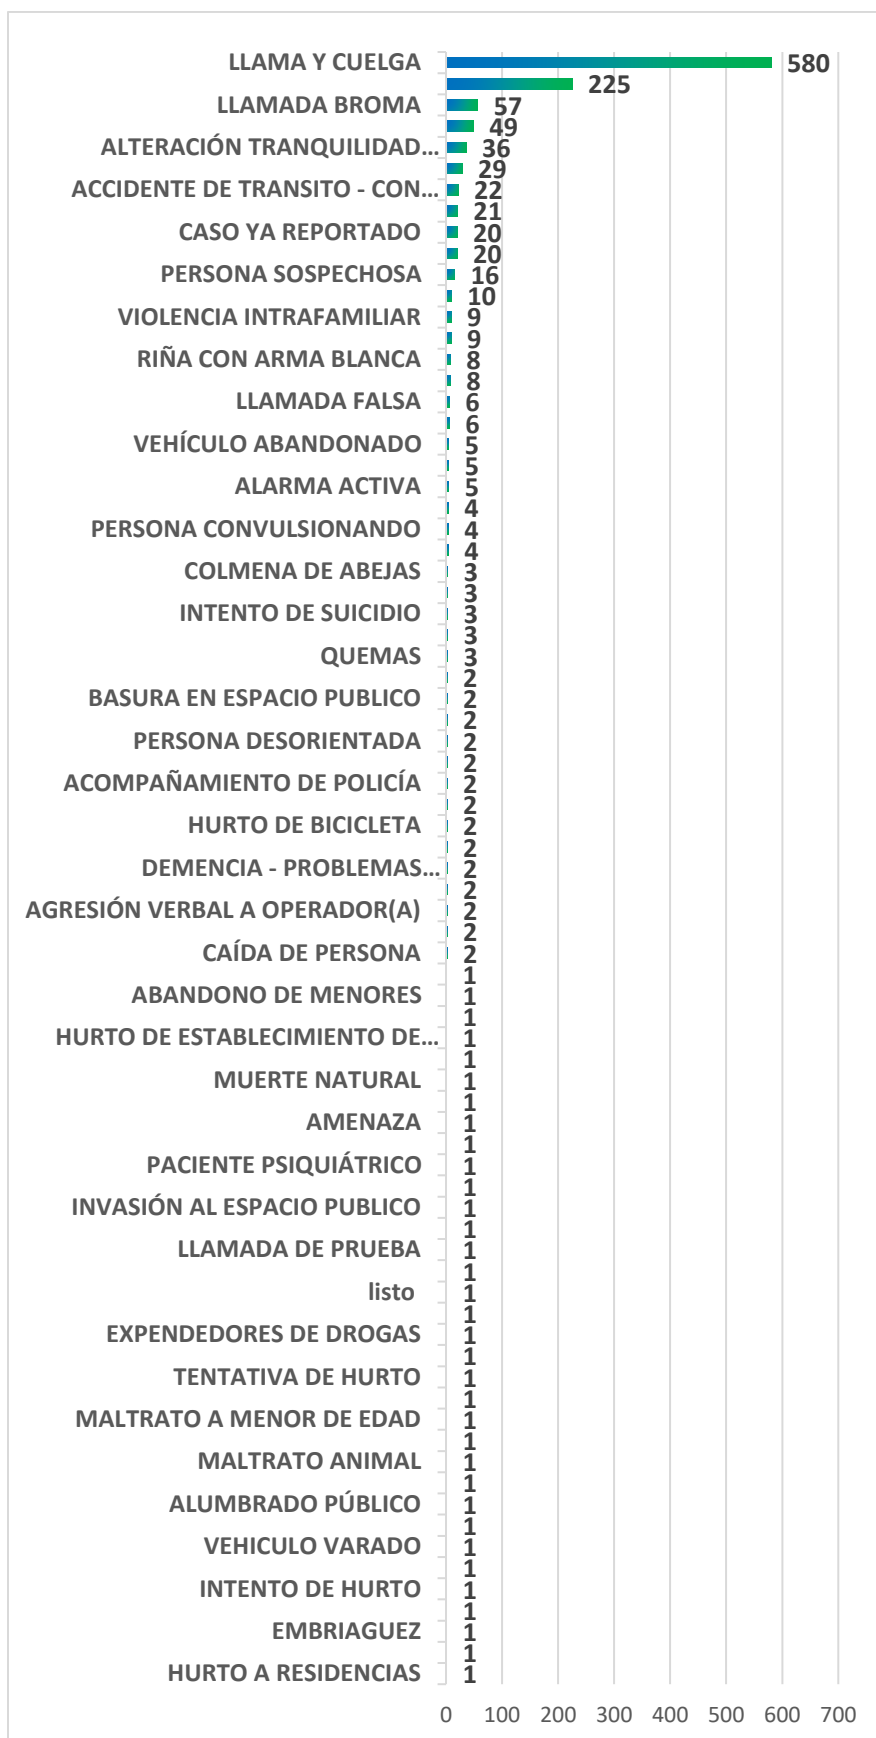 LLAMA Y CUELGA 580
225
LLAMADA BROMA 57
49
ALTERACIÓN TRANQUILIDAD... 36
29
ACCIDENTE DE TRANSITO - CON... 22
21
CASO YA REPORTADO 20
20
PERSONA SOSPECHOSA 16
10
VIOLENCIA INTRAFAMILIAR 9
9
RIÑA CON ARMA BLANCA 8
8
LLAMADA FALSA 6
6
VEHÍCULO ABANDONADO 5
5
ALARMA ACTIVA 5
4
PERSONA CONVULSIONANDO 4
4
COLMENA DE ABEJAS 3
3
INTENTO DE SUICIDIO 3
3
QUEMAS 3
2
BASURA EN ESPACIO PUBLICO 2
2
PERSONA DESORIENTADA 2
2
ACOMPAÑAMIENTO DE POLICÍA 2
2
HURTO DE BICICLETA 2
2
DEMENCIA - PROBLEMAS... 2
2
AGRESIÓN VERBAL A OPERADOR(A) 2
2
CAÍDA DE PERSONA 2
1
ABANDONO DE MENORES 1
1
HURTO DE ESTABLECIMIENTO DE... 1
1
MUERTE NATURAL 1
1
AMENAZA 1
1
PACIENTE PSIQUIÁTRICO 1
1
INVASIÓN AL ESPACIO PUBLICO 1
1
LLAMADA DE PRUEBA 1
1
listo 1
1
EXPENDEDORES DE DROGAS 1
1
TENTATIVA DE HURTO 1
1
MALTRATO A MENOR DE EDAD 1
1
MALTRATO ANIMAL 1
1
ALUMBRADO PÚBLICO 1
1
VEHICULO VARADO 1
1
INTENTO DE HURTO 1
1
EMBRIAGUEZ 1
1
HURTO A RESIDENCIAS 1
0 100 200 300 400 500 600 700